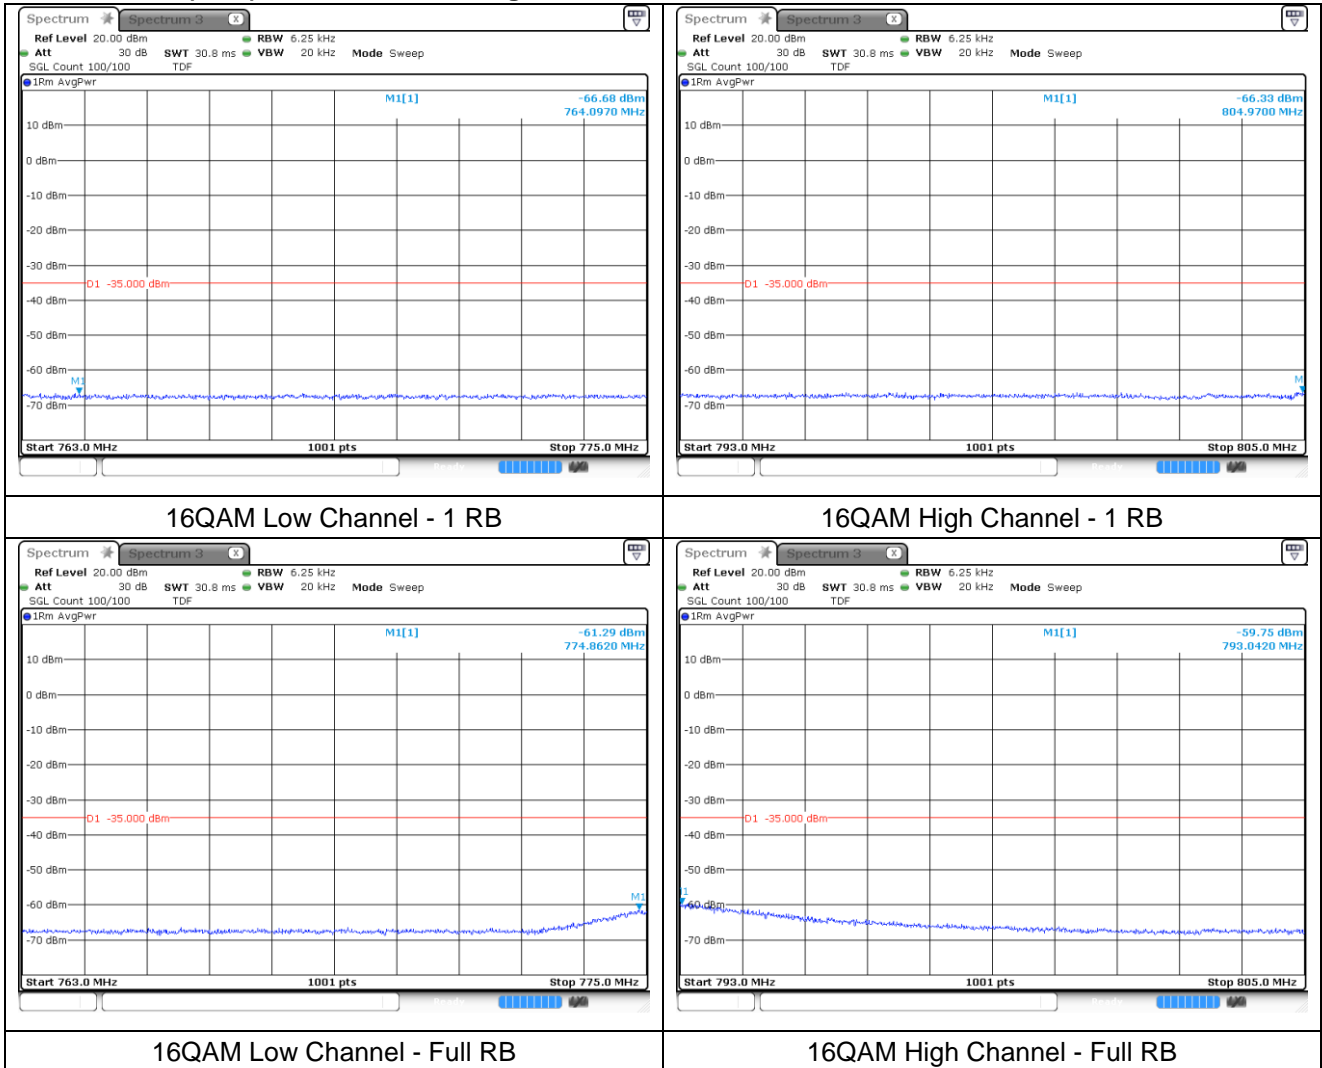 Spectrum Spectrum 3 X
Ref Level 20.00 dBm RBW 6.25 kHz
Att 30 dB SWT 30.8 ms VBW 20 kHz Mode Sweep
SGL Count 100/100 TDF
1Rm AvgPwr
M1[1] -66.68 dBm
764.0970 MHz
10 dBm
0 dBm
-10 dBm
-20 dBm
-30 dBm
D1 -35.000 dBm
-40 dBm
-50 dBm
-60 dBm
M1
-70 dBm
Start 763.0 MHz 1001 pts Stop 775.0 MHz
Spectrum Spectrum 3 X
Ref Level 20.00 dBm RBW 6.25 kHz
Att 30 dB SWT 30.8 ms VBW 20 kHz Mode Sweep
SGL Count 100/100 TDF
1Rm AvgPwr
M1[1] -66.33 dBm
804.9700 MHz
10 dBm
0 dBm
-10 dBm
-20 dBm
-30 dBm
D1 -35.000 dBm
-40 dBm
-50 dBm
-60 dBm
M
-70 dBm
Start 793.0 MHz 1001 pts Stop 805.0 MHz
16QAM Low Channel - 1 RB
16QAM High Channel - 1 RB
Spectrum Spectrum 3 X
Ref Level 20.00 dBm RBW 6.25 kHz
Att 30 dB SWT 30.8 ms VBW 20 kHz Mode Sweep
SGL Count 100/100 TDF
1Rm AvgPwr
M1[1] -61.29 dBm
774.8620 MHz
10 dBm
0 dBm
-10 dBm
-20 dBm
-30 dBm
D1 -35.000 dBm
-40 dBm
-50 dBm
M1
-60 dBm
-70 dBm
Start 763.0 MHz 1001 pts Stop 775.0 MHz
Spectrum Spectrum 3 X
Ref Level 20.00 dBm RBW 6.25 kHz
Att 30 dB SWT 30.8 ms VBW 20 kHz Mode Sweep
SGL Count 100/100 TDF
1Rm AvgPwr
M1[1] -59.75 dBm
793.0420 MHz
10 dBm
0 dBm
-10 dBm
-20 dBm
-30 dBm
D1 -35.000 dBm
-40 dBm
-50 dBm
1
-60 dBm
-70 dBm
Start 793.0 MHz 1001 pts Stop 805.0 MHz
16QAM Low Channel - Full RB
16QAM High Channel - Full RB